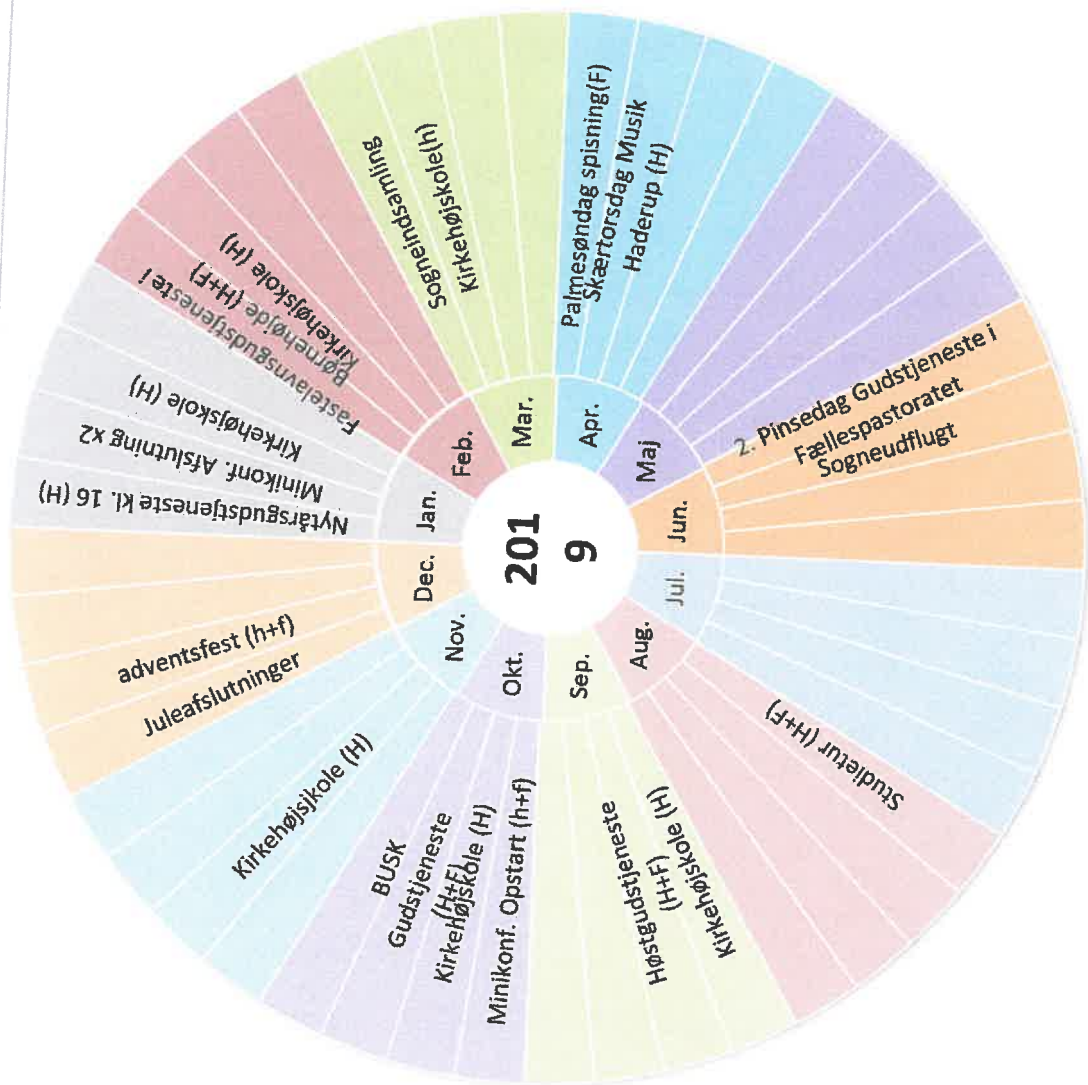 201
9
Jan.
Nytårsgudstjeneste kl. 16 (H)
Minikonf. Afslutning x2
Kirkehøjskole (H)
Feb.
Fastelavnsgudstjeneste i
Børnehøjde (H+F)
Kirkehøjskole (H)
Mar.
Sogneindsamling
Kirkehøjskole(h)
Apr.
Palmesøndag spisning(F)
Skærtorsdag Musik
Haderup (H)
Maj
Jun.
2. Pinsedag Gudstjeneste i
Fællespastoratet
Sogneudflugt
Jul.
Aug.
Studietur (H+F)
Sep.
Høstgudstjeneste
(H+F)
Kirkehøjskole (H)
Okt.
BUSK
Gudstjeneste
(H+F)
Kirkehøjskole (H)
Minikonf. Opstart (h+f)
Nov.
Kirkehøjsjkole (H)
Dec.
adventsfest (h+f)
Juleafslutninger